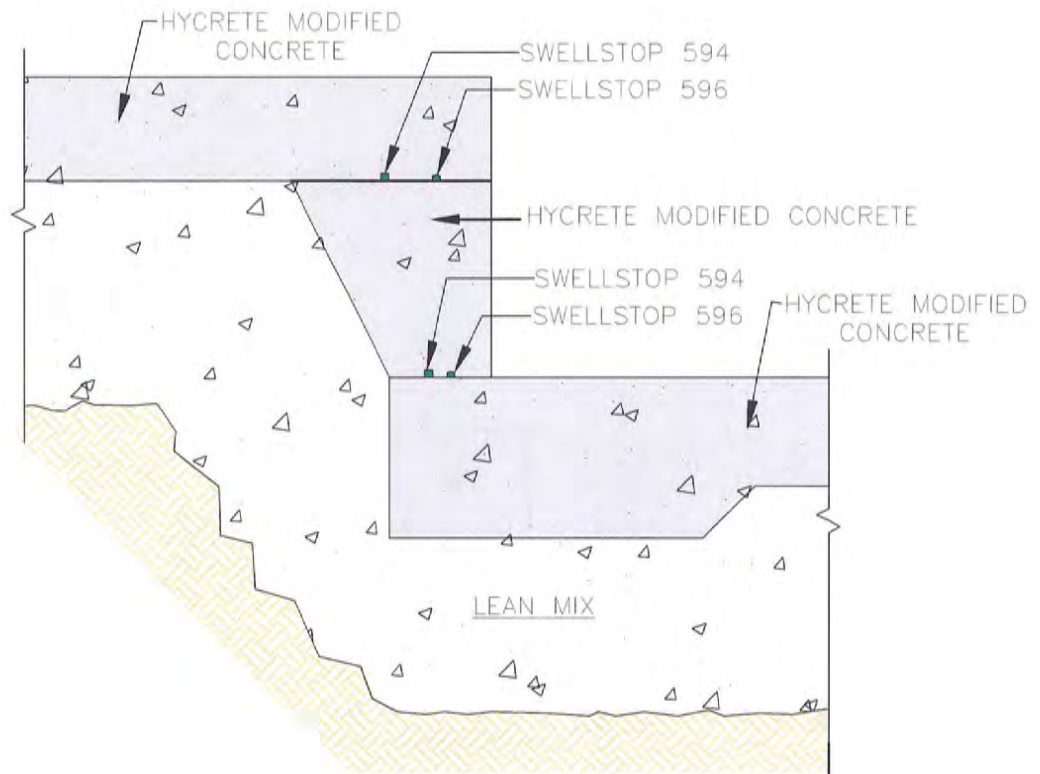 HYCRETE MODIFIED
CONCRETE
SWELLSTOP 594
SWELLSTOP 596
HYCRETE MODIFIED CONCRETE
SWELLSTOP 594
SWELLSTOP 596
HYCRETE MODIFIED
CONCRETE
LEAN MIX